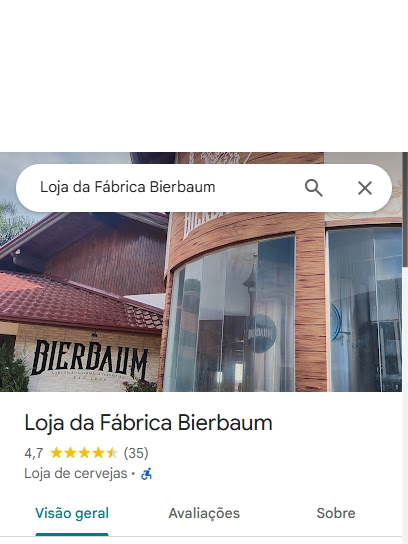 Loja da Fábrica Bierbaum
BIERBAUM
BIERBAUM
Loja da Fábrica Bierbaum
4,7 (35)
Loja de cervejas ·
Visão geral
Avaliações
Sobre